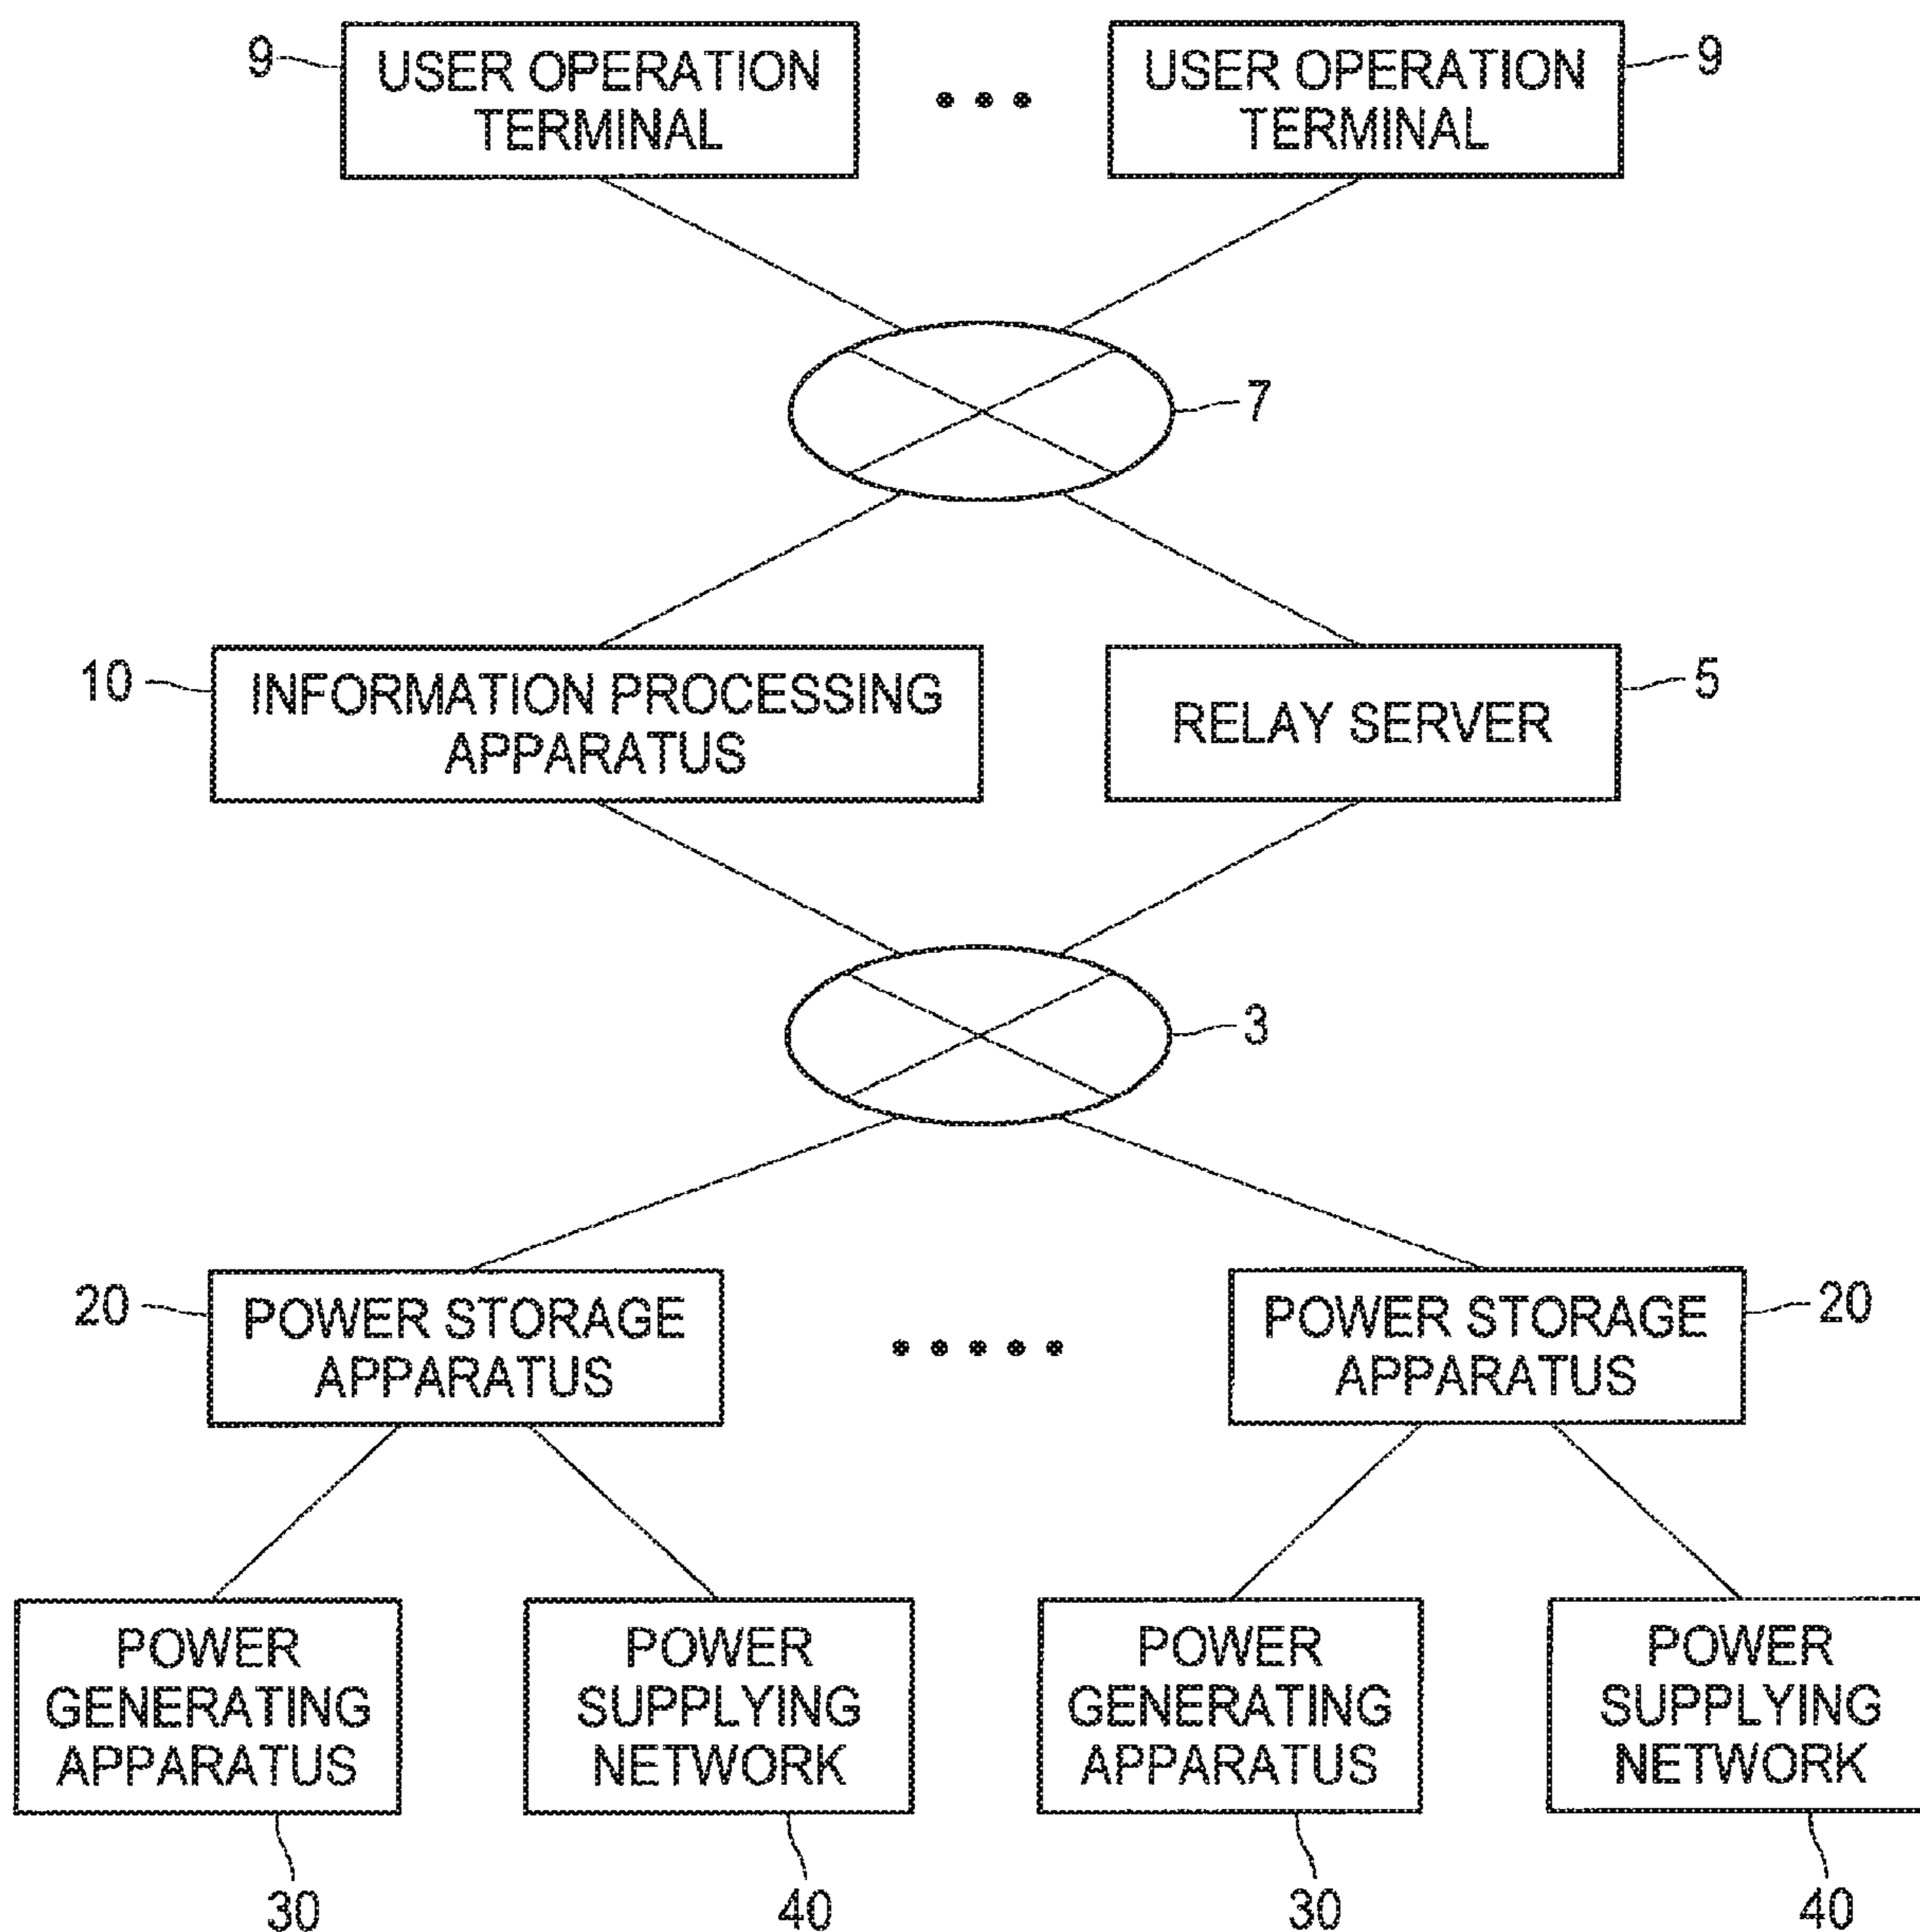 9
USER OPERATION
TERMINAL
USER OPERATION
TERMINAL
9
7
10
INFORMATION PROCESSING
APPARATUS
RELAY SERVER
5
3
20
POWER STORAGE
APPARATUS
POWER STORAGE
APPARATUS
20
POWER
GENERATING
APPARATUS
POWER
SUPPLYING
NETWORK
POWER
GENERATING
APPARATUS
POWER
SUPPLYING
NETWORK
30
40
30
40